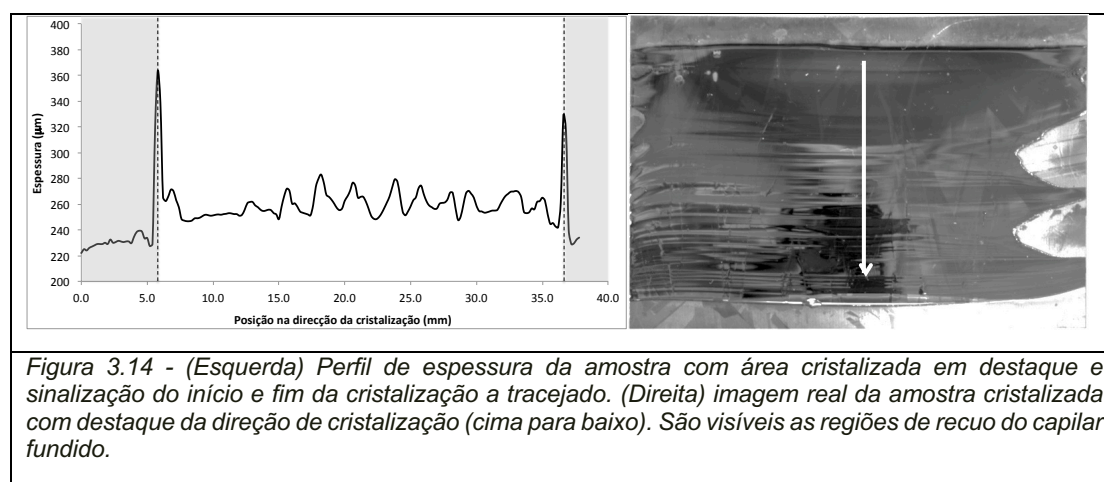 400
380
360
340
320
300
280
260
240
220
200
Espessura (µm)
0.0 5.0 10.0 15.0 20.0 25.0 30.0 35.0 40.0
Posição na direcção da cristalização (mm)
Figura 3.14 - (Esquerda) Perfil de espessura da amostra com área cristalizada em destaque e
sinalização do início e fim da cristalização a tracejado. (Direita) imagem real da amostra cristalizada
com destaque da direção de cristalização (cima para baixo). São visíveis as regiões de recuo do capilar
fundido.